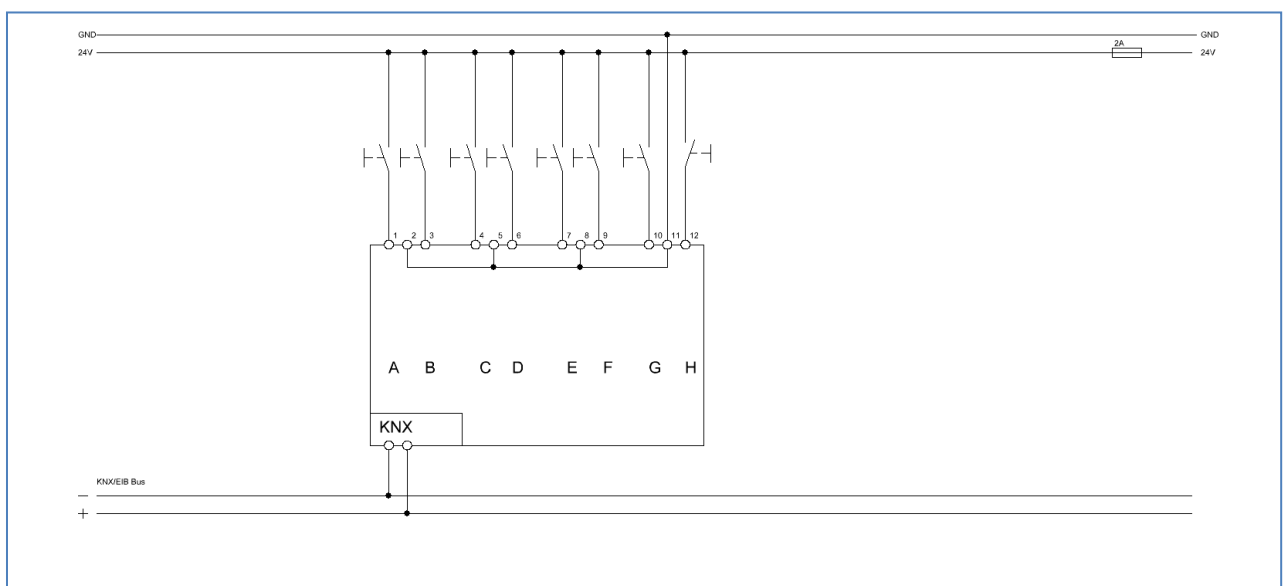 GND GND
24V 2A 24V
1 2 3 4 5 6 7 8 9 10 11 12
A B C D E F G H
KNX
KNX/EIB Bus
−
+